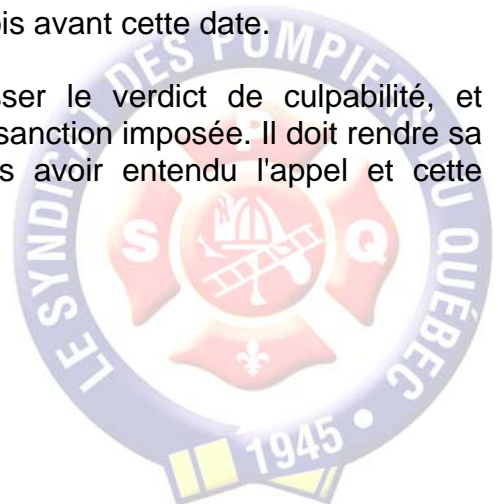 is avant cette date.
sser le verdict de culpabilité, et
sanction imposée. Il doit rendre sa
s avoir entendu l'appel et cette
LE SYNDICAT DES POMPIERS DU QUÉBEC
S P Q
1945